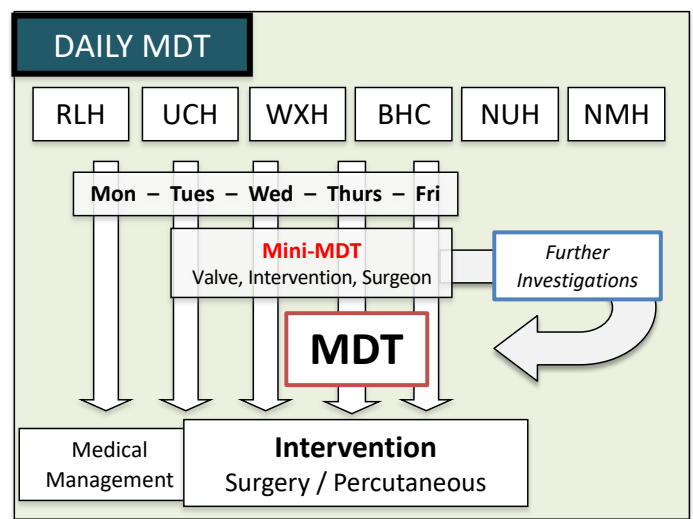 DAILY MDT
RLH UCH WXH BHC NUH NMH
Mon – Tues – Wed – Thurs – Fri
Mini-MDT
Valve, Intervention, Surgeon
Further
Investigations
MDT
Medical
Management
Intervention
Surgery / Percutaneous